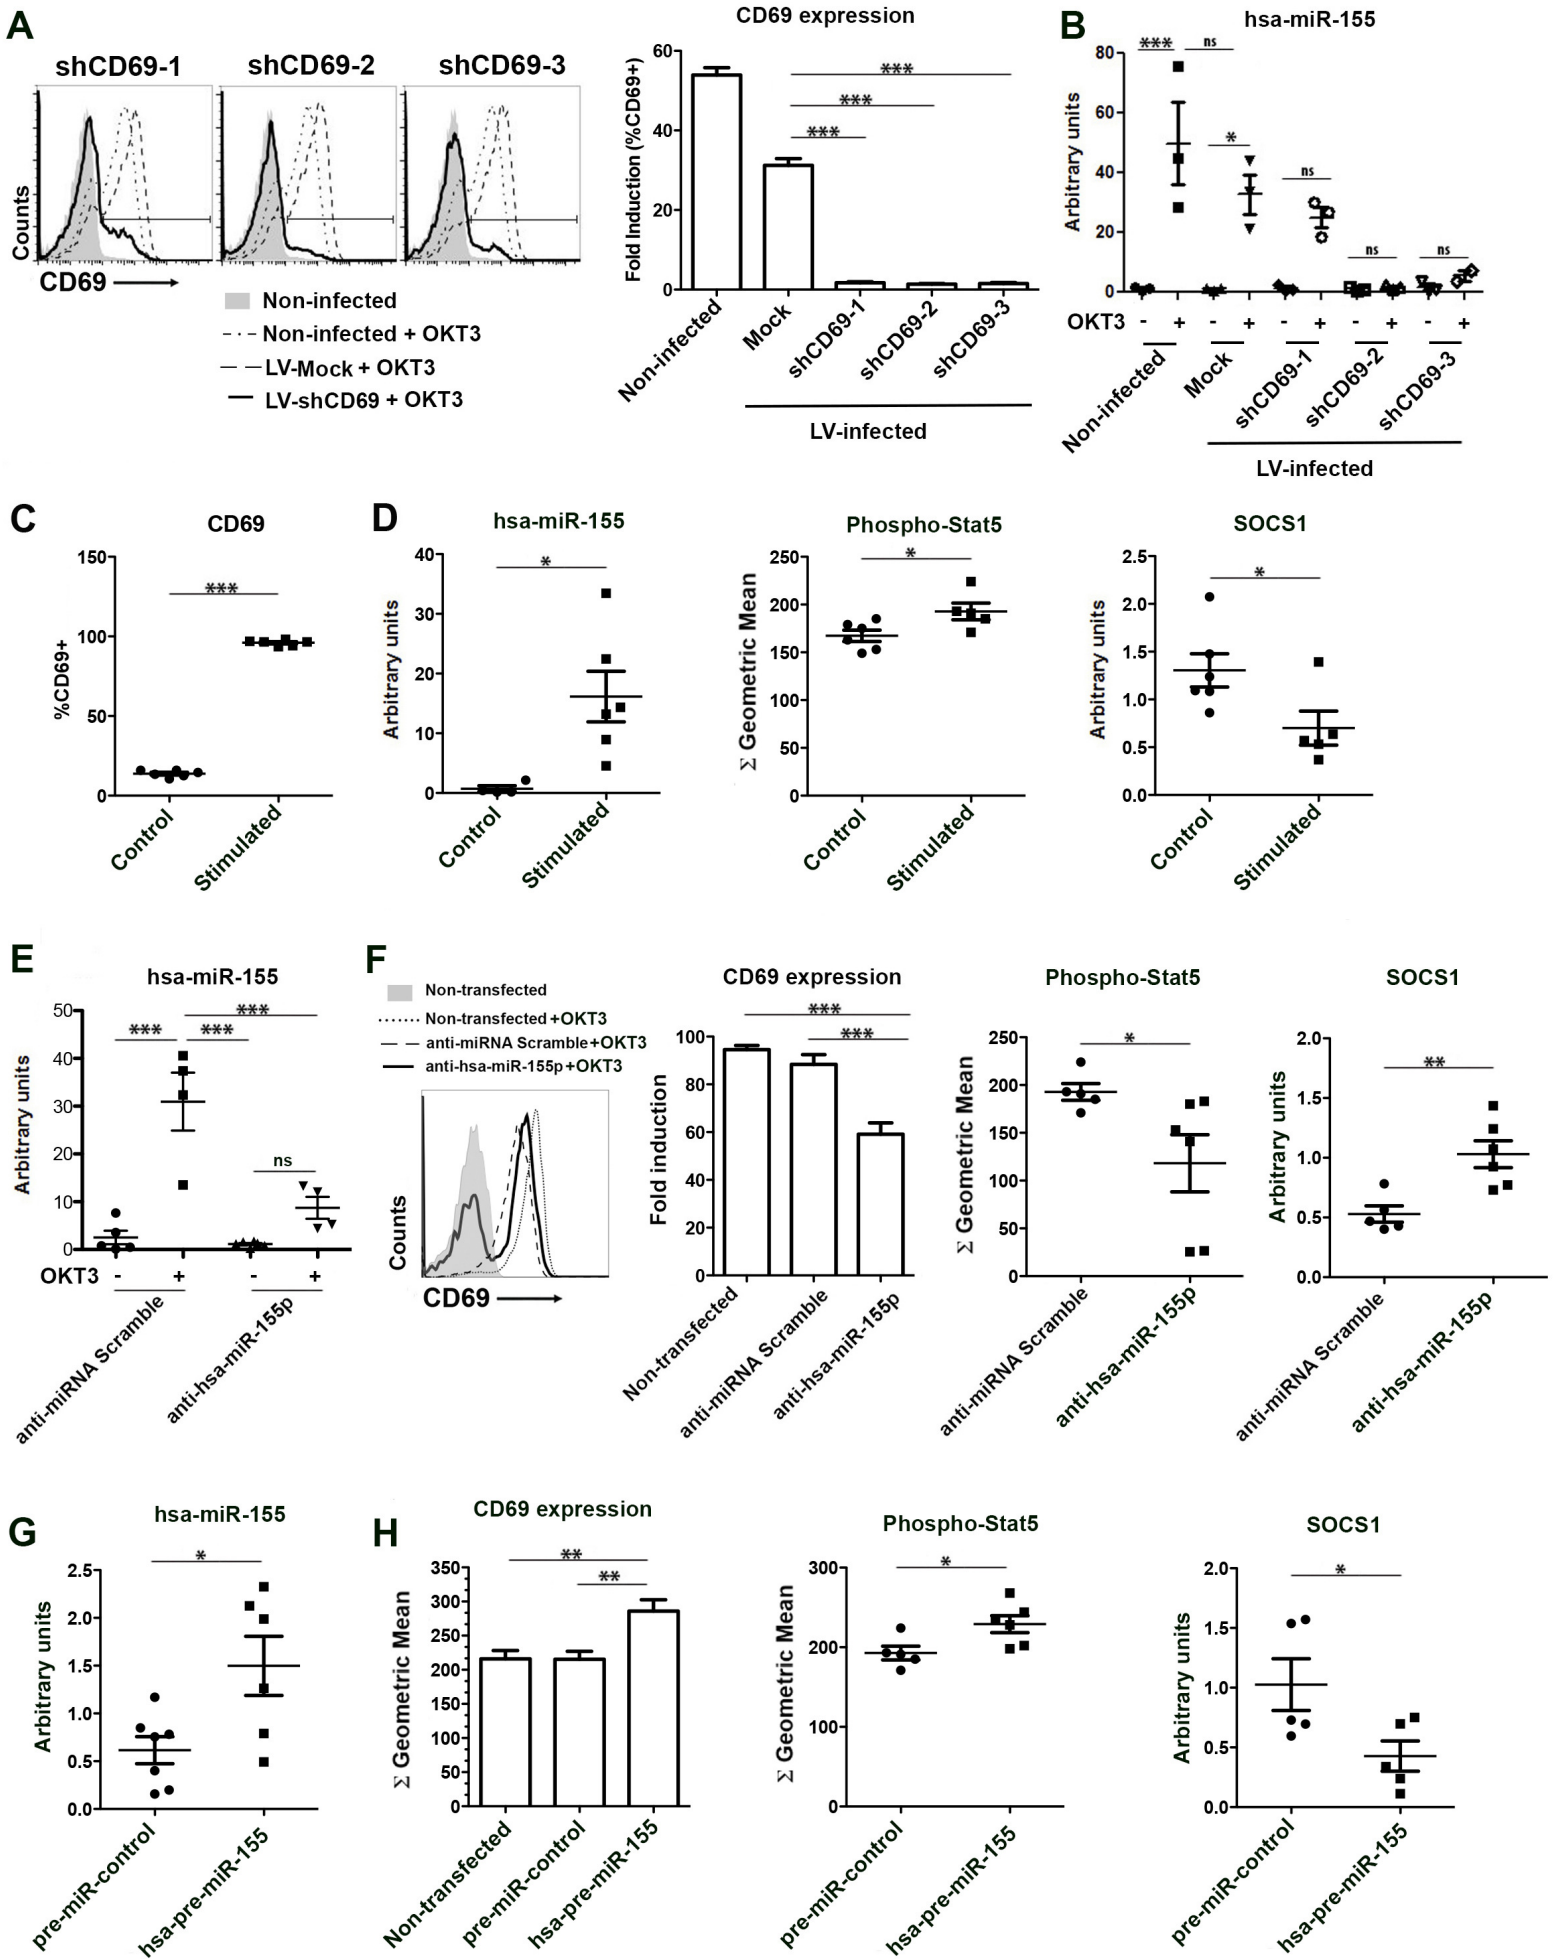 A
shCD69-1
shCD69-2
shCD69-3
Counts
CD69
Non-infected
Non-infected + OKT3
LV-Mock + OKT3
LV-shCD69 + OKT3
CD69 expression
Fold Induction (%CD69+)
60
40
20
0
***
***
***
Non-infected
Mock
shCD69-1
shCD69-2
shCD69-3
LV-infected
B
hsa-miR-155
Arbitrary units
80
60
40
20
0
***
ns
*
ns
ns
ns
OKT3 - + - + - + - + - +
Non-infected
Mock
shCD69-1
shCD69-2
shCD69-3
LV-infected
C
CD69
%CD69+
150
100
50
0
***
Control
Stimulated
D
hsa-miR-155
Arbitrary units
40
30
20
10
0
*
Control
Stimulated
Phospho-Stat5
Σ Geometric Mean
250
200
150
100
50
0
*
Control
Stimulated
SOCS1
Arbitrary units
2.5
2.0
1.5
1.0
0.5
0.0
*
Control
Stimulated
E
hsa-miR-155
Arbitrary units
50
40
30
20
10
0
***
***
***
ns
OKT3 - + - +
anti-miRNA Scramble
anti-hsa-miR-155p
F
Non-transfected
Non-transfected +OKT3
anti-miRNA Scramble+OKT3
anti-hsa-miR-155p +OKT3
Counts
CD69
CD69 expression
Fold induction
100
80
60
40
20
0
***
***
Non-transfected
anti-miRNA Scramble
anti-hsa-miR-155p
Phospho-Stat5
Σ Geometric Mean
250
200
150
100
50
0
*
anti-miRNA Scramble
anti-hsa-miR-155p
SOCS1
Arbitrary units
2.0
1.5
1.0
0.5
0.0
**
anti-miRNA Scramble
anti-hsa-miR-155p
G
hsa-miR-155
Arbitrary units
2.5
2.0
1.5
1.0
0.5
0.0
*
pre-miR-control
hsa-pre-miR-155
H
CD69 expression
Σ Geometric Mean
350
300
250
200
150
100
50
0
**
**
Non-transfected
pre-miR-control
hsa-pre-miR-155
Phospho-Stat5
Σ Geometric Mean
300
200
100
0
*
pre-miR-control
hsa-pre-miR-155
SOCS1
Arbitrary units
2.0
1.5
1.0
0.5
0.0
*
pre-miR-control
hsa-pre-miR-155